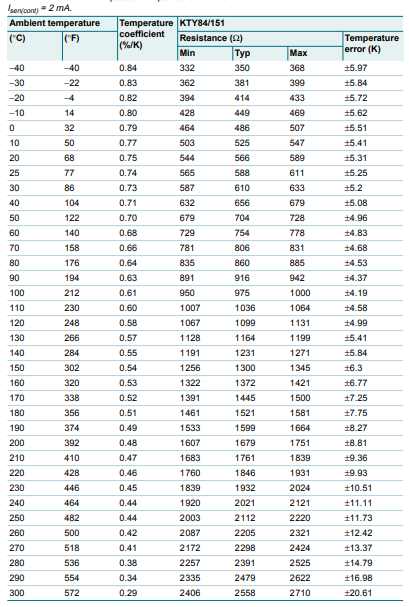 Isen(cont) = 2 mA.
Ambient temperature Temperature coefficient (%/K) KTY84/151
(°C) (°F) Resistance (Ω) Temperature error (K)
Min Typ Max
–40 –40 0.84 332 350 368 ±5.97
–30 –22 0.83 362 381 399 ±5.84
–20 –4 0.82 394 414 433 ±5.72
–10 14 0.80 428 449 469 ±5.62
0 32 0.79 464 486 507 ±5.51
10 50 0.77 503 525 547 ±5.41
20 68 0.75 544 566 589 ±5.31
25 77 0.74 565 588 611 ±5.25
30 86 0.73 587 610 633 ±5.2
40 104 0.71 632 656 679 ±5.08
50 122 0.70 679 704 728 ±4.96
60 140 0.68 729 754 778 ±4.83
70 158 0.66 781 806 831 ±4.68
80 176 0.64 835 860 885 ±4.53
90 194 0.63 891 916 942 ±4.37
100 212 0.61 950 975 1000 ±4.19
110 230 0.60 1007 1036 1064 ±4.58
120 248 0.58 1067 1099 1131 ±4.99
130 266 0.57 1128 1164 1199 ±5.41
140 284 0.55 1191 1231 1271 ±5.84
150 302 0.54 1256 1300 1345 ±6.3
160 320 0.53 1322 1372 1421 ±6.77
170 338 0.52 1391 1445 1500 ±7.25
180 356 0.51 1461 1521 1581 ±7.75
190 374 0.49 1533 1599 1664 ±8.27
200 392 0.48 1607 1679 1751 ±8.81
210 410 0.47 1683 1761 1839 ±9.36
220 428 0.46 1760 1846 1931 ±9.93
230 446 0.45 1839 1932 2024 ±10.51
240 464 0.44 1920 2021 2121 ±11.11
250 482 0.44 2003 2112 2220 ±11.73
260 500 0.42 2087 2205 2321 ±12.42
270 518 0.41 2172 2298 2424 ±13.37
280 536 0.38 2257 2391 2525 ±14.79
290 554 0.34 2335 2479 2622 ±16.98
300 572 0.29 2406 2558 2710 ±20.61